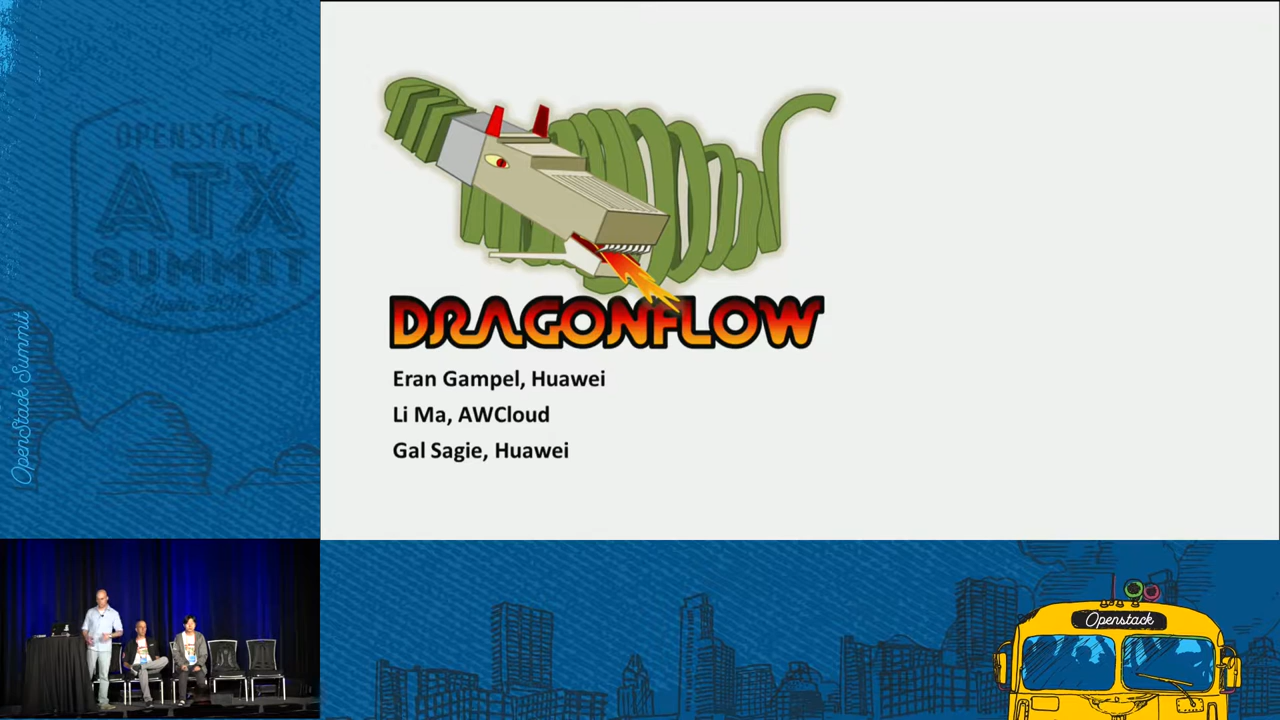 OPENSTACK
ATX
SUMMIT
OpenStack Summit
DRAGONFLOW
Eran Gampel, Huawei
Li Ma, AWCloud
Gal Sagie, Huawei
Openstack